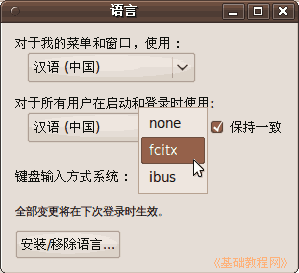 语言
对于我的菜单和窗口，使用：
汉语 (中国)
对于所有用户在启动和登录时使用：
汉语 (中国)
保持一致
none
fcitx
ibus
键盘输入方式系统：
全部变更将在下次登录时生效。
安装/移除语言...
《基础教程网》